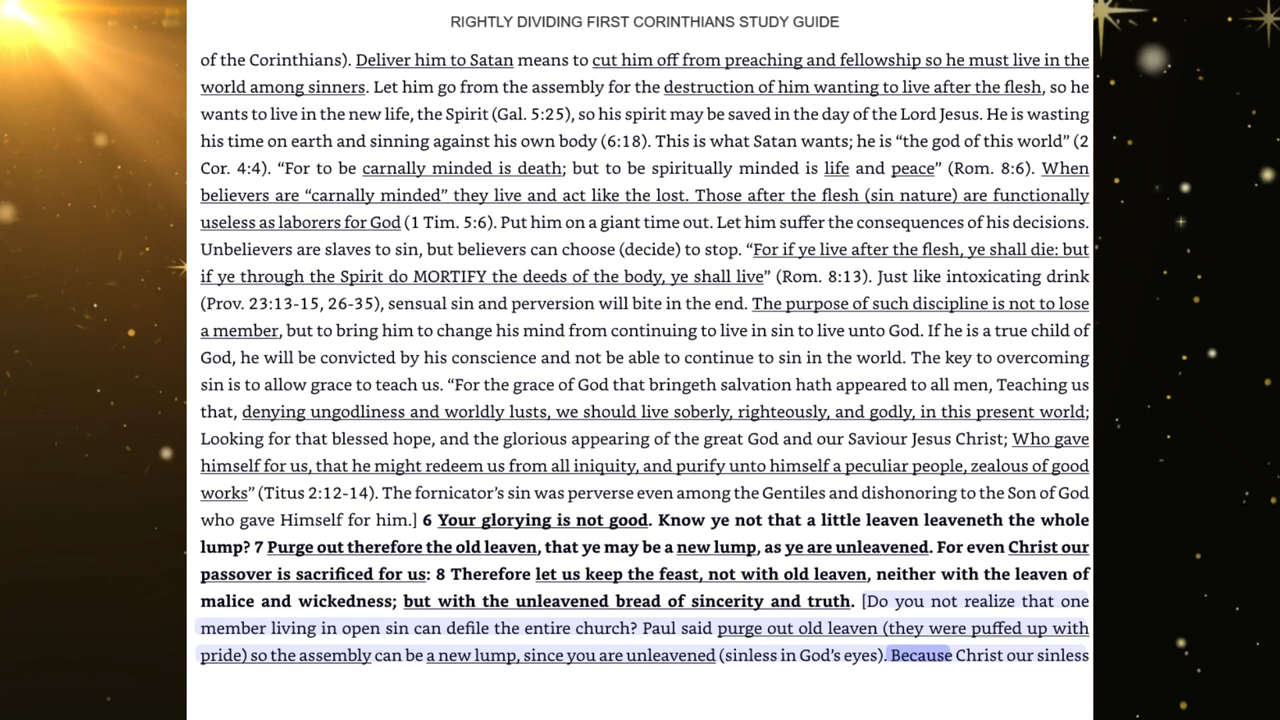 RIGHTLY DIVIDING FIRST CORINTHIANS STUDY GUIDE
of the Corinthians). Deliver him to Satan means to cut him off from preaching and fellowship so he must live in the
world among sinners. Let him go from the assembly for the destruction of him wanting to live after the flesh, so he
wants to live in the new life, the Spirit (Gal. 5:25), so his spirit may be saved in the day of the Lord Jesus. He is wasting
his time on earth and sinning against his own body (6:18). This is what Satan wants; he is “the god of this world” (2
Cor. 4:4). “For to be carnally minded is death; but to be spiritually minded is life and peace” (Rom. 8:6). When
believers are “carnally minded” they live and act like the lost. Those after the flesh (sin nature) are functionally
useless as laborers for God (1 Tim. 5:6). Put him on a giant time out. Let him suffer the consequences of his decisions.
Unbelievers are slaves to sin, but believers can choose (decide) to stop. “For if ye live after the flesh, ye shall die: but
if ye through the Spirit do MORTIFY the deeds of the body, ye shall live” (Rom. 8:13). Just like intoxicating drink
(Prov. 23:13-15, 26-35), sensual sin and perversion will bite in the end. The purpose of such discipline is not to lose
a member, but to bring him to change his mind from continuing to live in sin to live unto God. If he is a true child of
God, he will be convicted by his conscience and not be able to continue to sin in the world. The key to overcoming
sin is to allow grace to teach us. “For the grace of God that bringeth salvation hath appeared to all men, Teaching us
that, denying ungodliness and worldly lusts, we should live soberly, righteously, and godly, in this present world;
Looking for that blessed hope, and the glorious appearing of the great God and our Saviour Jesus Christ; Who gave
himself for us, that he might redeem us from all iniquity, and purify unto himself a peculiar people, zealous of good
works” (Titus 2:12-14). The fornicator’s sin was perverse even among the Gentiles and dishonoring to the Son of God
who gave Himself for him.] 6 Your glorying is not good. Know ye not that a little leaven leaveneth the whole
lump? 7 Purge out therefore the old leaven, that ye may be a new lump, as ye are unleavened. For even Christ our
passover is sacrificed for us: 8 Therefore let us keep the feast, not with old leaven, neither with the leaven of
malice and wickedness; but with the unleavened bread of sincerity and truth. [Do you not realize that one
member living in open sin can defile the entire church? Paul said purge out old leaven (they were puffed up with
pride) so the assembly can be a new lump, since you are unleavened (sinless in God’s eyes). Because Christ our sinless